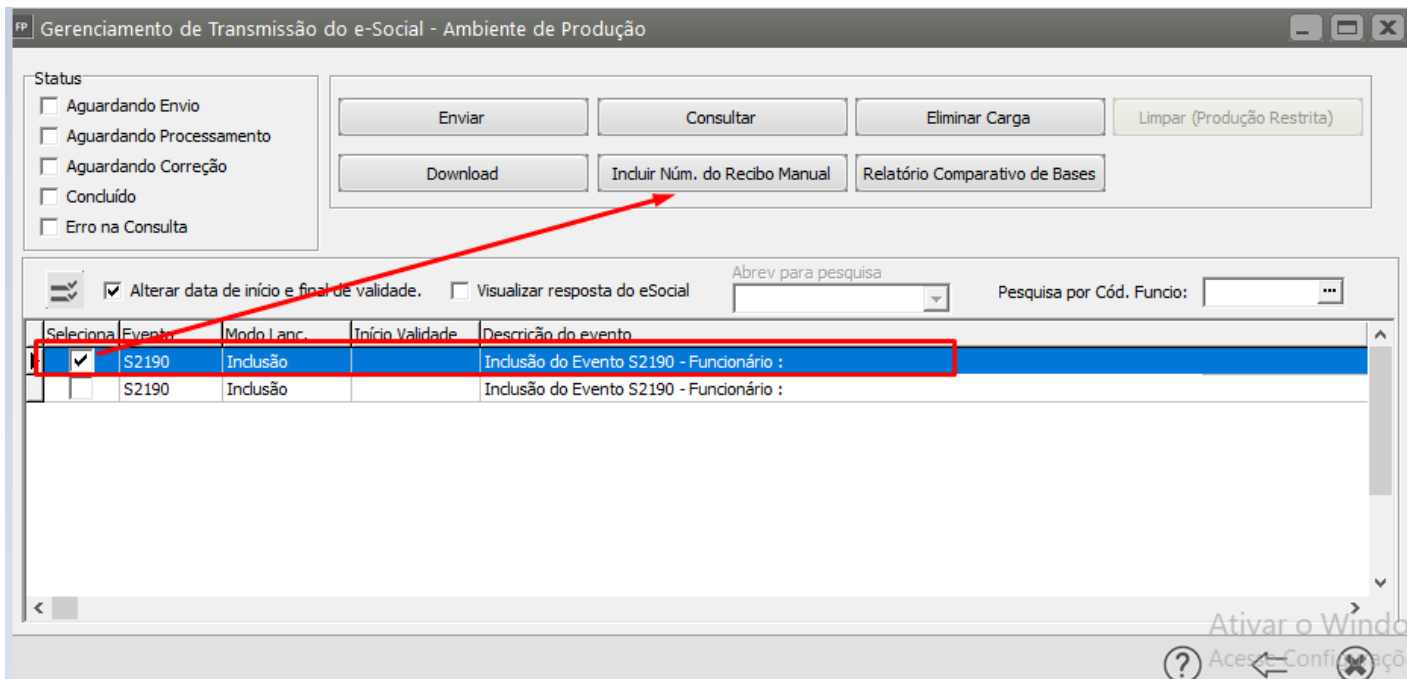 FP Gerenciamento de Transmissão do e-Social - Ambiente de Produção
Status
Aguardando Envio
Aguardando Processamento
Aguardando Correção
Concluído
Erro na Consulta
Enviar
Consultar
Eliminar Carga
Limpar (Produção Restrita)
Download
Incluir Núm. do Recibo Manual
Relatório Comparativo de Bases
Alterar data de início e final de validade.
Visualizar resposta do eSocial
Abrev para pesquisa
Pesquisa por Cód. Funcio:
Seleciona Evento Modo Lanc. Início Validade Descrição do evento
S2190 Inclusão Inclusão do Evento S2190 - Funcionário :
S2190 Inclusão Inclusão do Evento S2190 - Funcionário :
Ativar o Windo
Acesse Configuraçõ